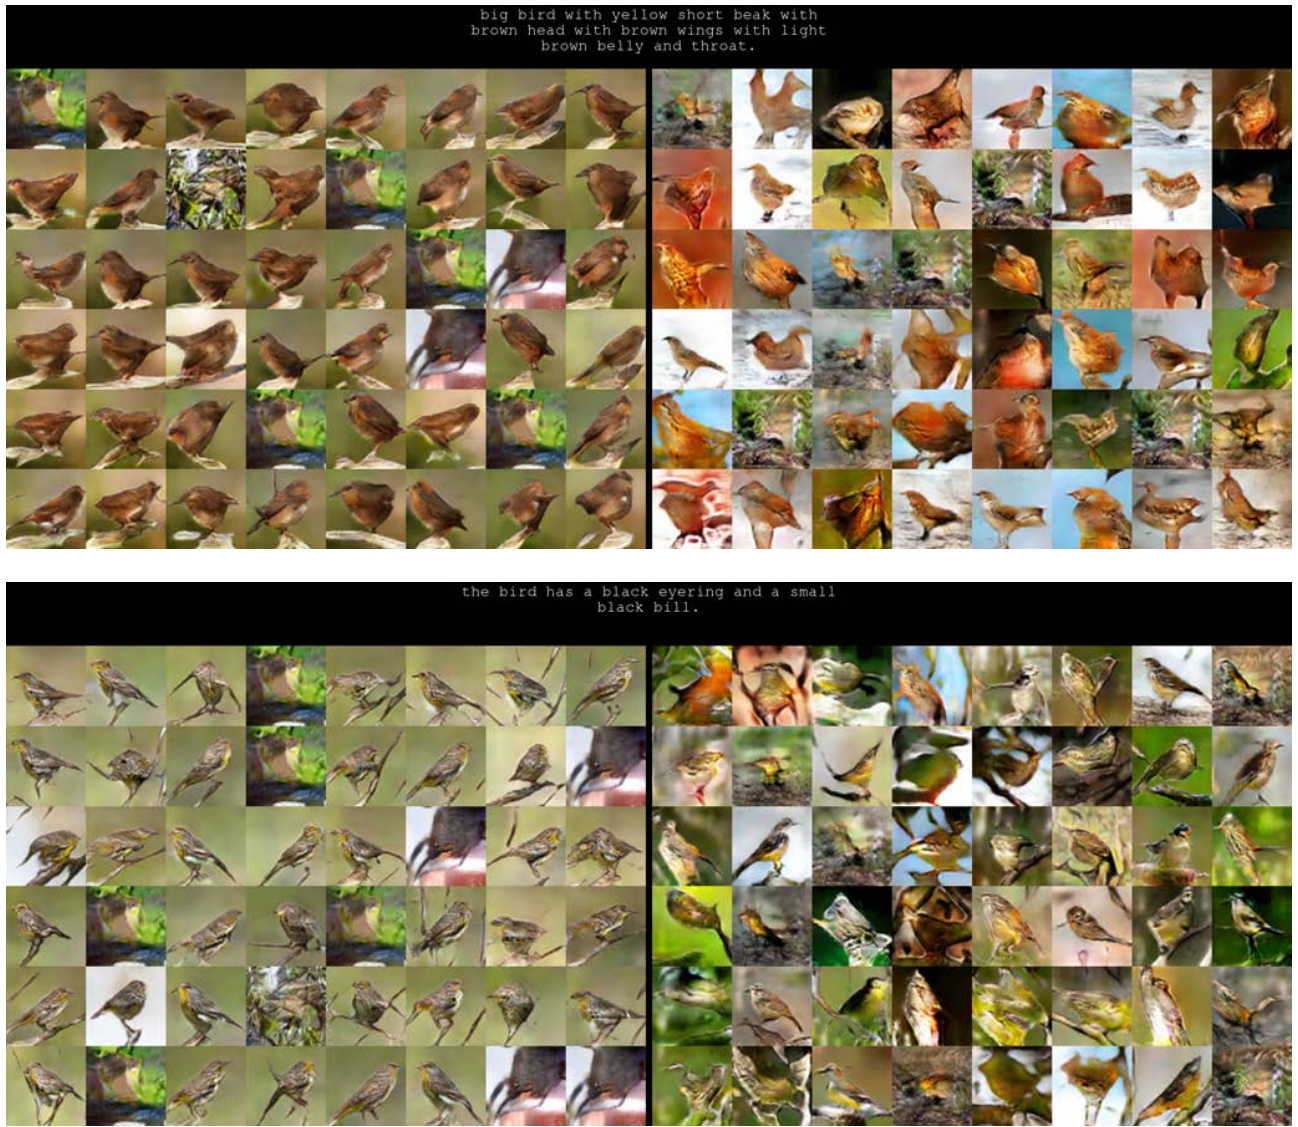 big bird with yellow short beak with
brown head with brown wings with light
brown belly and throat.
the bird has a black eyering and a small
black bill.